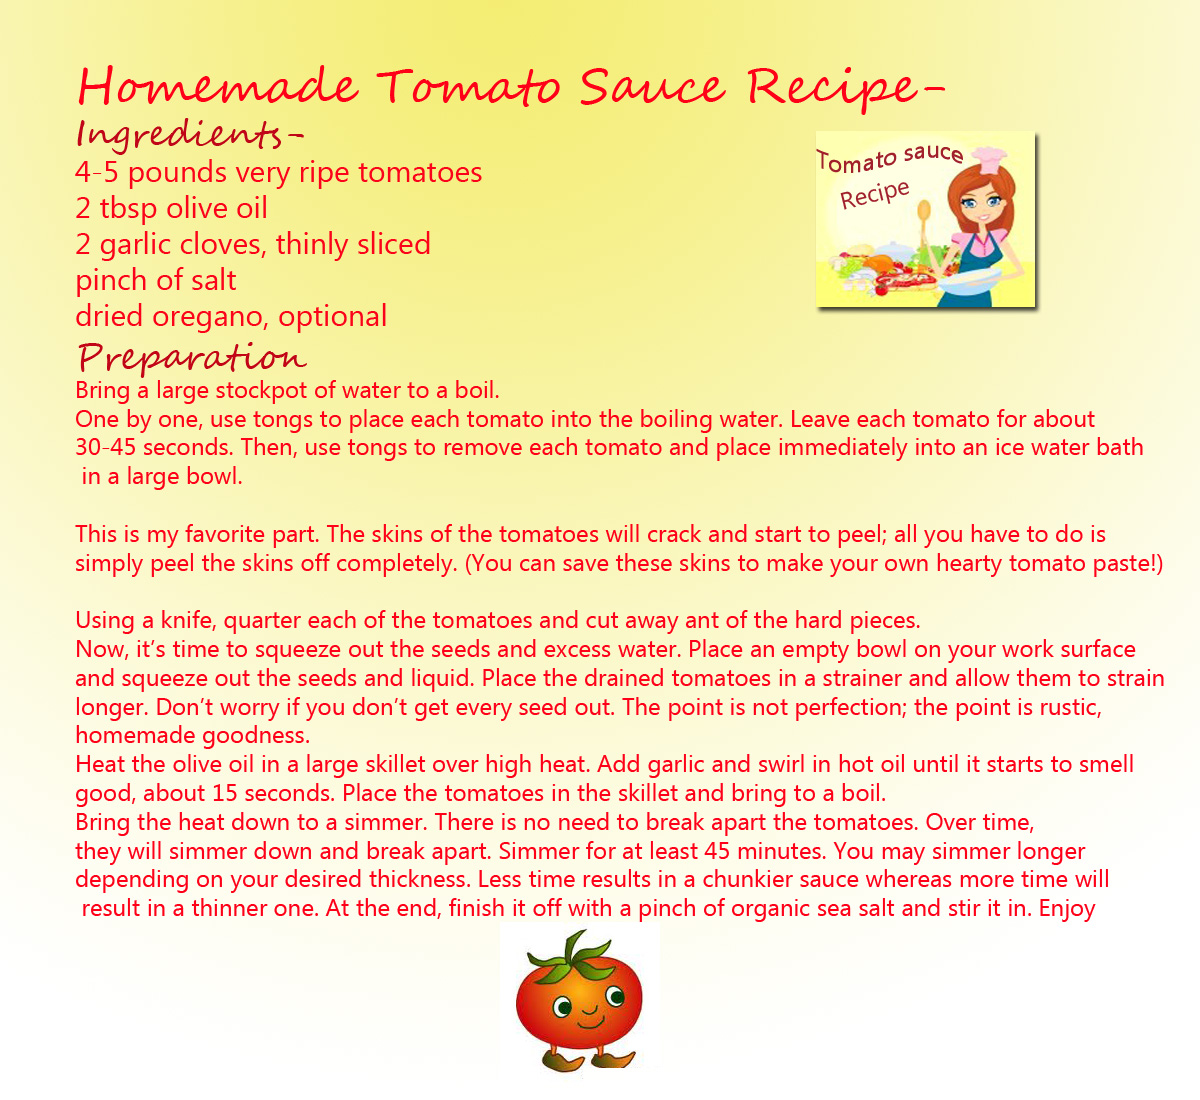 Homemade Tomato Sauce Recipe-
Ingredients-
4-5 pounds very ripe tomatoes
2 tbsp olive oil
2 garlic cloves, thinly sliced
pinch of salt
dried oregano, optional
Tomato sauce
Recipe
Preparation
Bring a large stockpot of water to a boil.
One by one, use tongs to place each tomato into the boiling water. Leave each tomato for about
30-45 seconds. Then, use tongs to remove each tomato and place immediately into an ice water bath
in a large bowl.
This is my favorite part. The skins of the tomatoes will crack and start to peel; all you have to do is
simply peel the skins off completely. (You can save these skins to make your own hearty tomato paste!)
Using a knife, quarter each of the tomatoes and cut away ant of the hard pieces.
Now, it’s time to squeeze out the seeds and excess water. Place an empty bowl on your work surface
and squeeze out the seeds and liquid. Place the drained tomatoes in a strainer and allow them to strain
longer. Don’t worry if you don’t get every seed out. The point is not perfection; the point is rustic,
homemade goodness.
Heat the olive oil in a large skillet over high heat. Add garlic and swirl in hot oil until it starts to smell
good, about 15 seconds. Place the tomatoes in the skillet and bring to a boil.
Bring the heat down to a simmer. There is no need to break apart the tomatoes. Over time,
they will simmer down and break apart. Simmer for at least 45 minutes. You may simmer longer
depending on your desired thickness. Less time results in a chunkier sauce whereas more time will
result in a thinner one. At the end, finish it off with a pinch of organic sea salt and stir it in. Enjoy